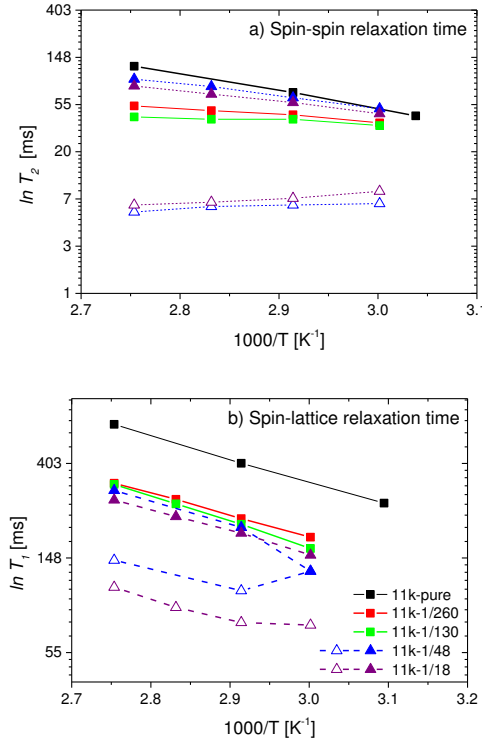 a) Spin-spin relaxation time
403
148
55
20
7
3
1
ln T2 [ms]
2.7 2.8 2.9 3.0 3.1
1000/T [K-1]
b) Spin-lattice relaxation time
403
148
55
ln T1 [ms]
11k-pure
11k-1/260
11k-1/130
11k-1/48
11k-1/18
2.7 2.8 2.9 3.0 3.1 3.2
1000/T [K-1]